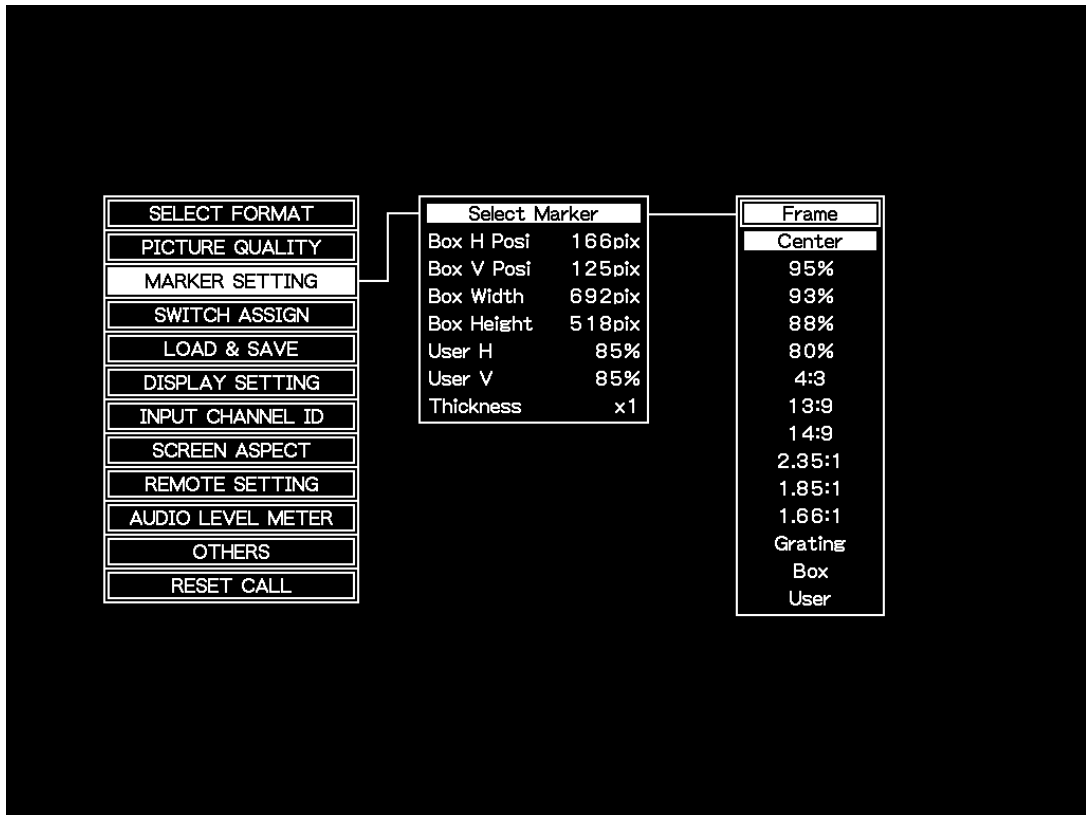 SELECT FORMAT
PICTURE QUALITY
MARKER SETTING
SWITCH ASSIGN
LOAD & SAVE
DISPLAY SETTING
INPUT CHANNEL ID
SCREEN ASPECT
REMOTE SETTING
AUDIO LEVEL METER
OTHERS
RESET CALL
Select Marker
Box H Posi 166pix
Box V Posi 125pix
Box Width 692pix
Box Height 518pix
User H 85%
User V 85%
Thickness x1
Frame
Center
95%
93%
88%
80%
4:3
13:9
14:9
2.35:1
1.85:1
1.66:1
Grating
Box
User